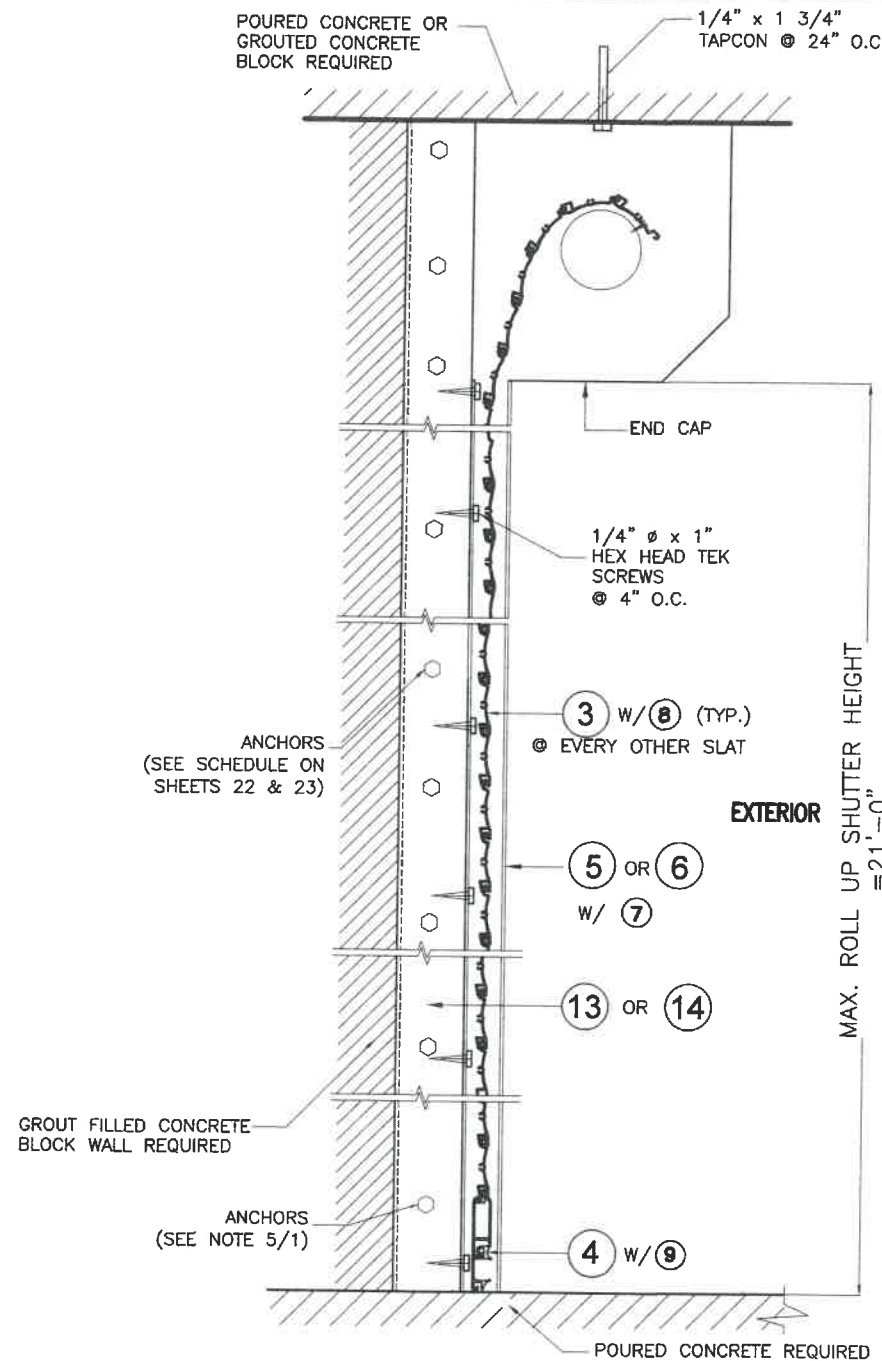 POURED CONCRETE OR
GROUTED CONCRETE
BLOCK REQUIRED
1/4" x 1 3/4"
TAPCON @ 24" O.C
END CAP
1/4" ø x 1"
HEX HEAD TEK
SCREWS
@ 4" O.C.
3 W/ 8 (TYP.)
@ EVERY OTHER SLAT
ANCHORS
(SEE SCHEDULE ON
SHEETS 22 & 23)
EXTERIOR
MAX. ROLL UP SHUTTER HEIGHT
=21'-0"
5 OR 6
W/ 7
13 OR 14
GROUT FILLED CONCRETE
BLOCK WALL REQUIRED
ANCHORS
(SEE NOTE 5/1)
4 W/ 9
POURED CONCRETE REQUIRED